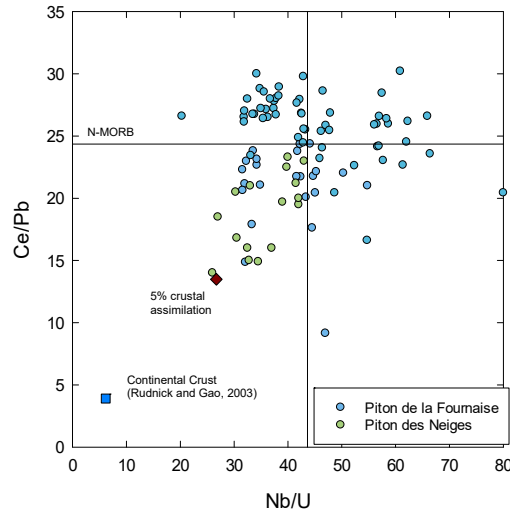 35
30
25
20
15
10
5
0
Ce/Pb
N-MORB
5% crustal
assimilation
Continental Crust
(Rudnick and Gao, 2003)
Piton de la Fournaise
Piton des Neiges
0 10 20 30 40 50 60 70 80
Nb/U